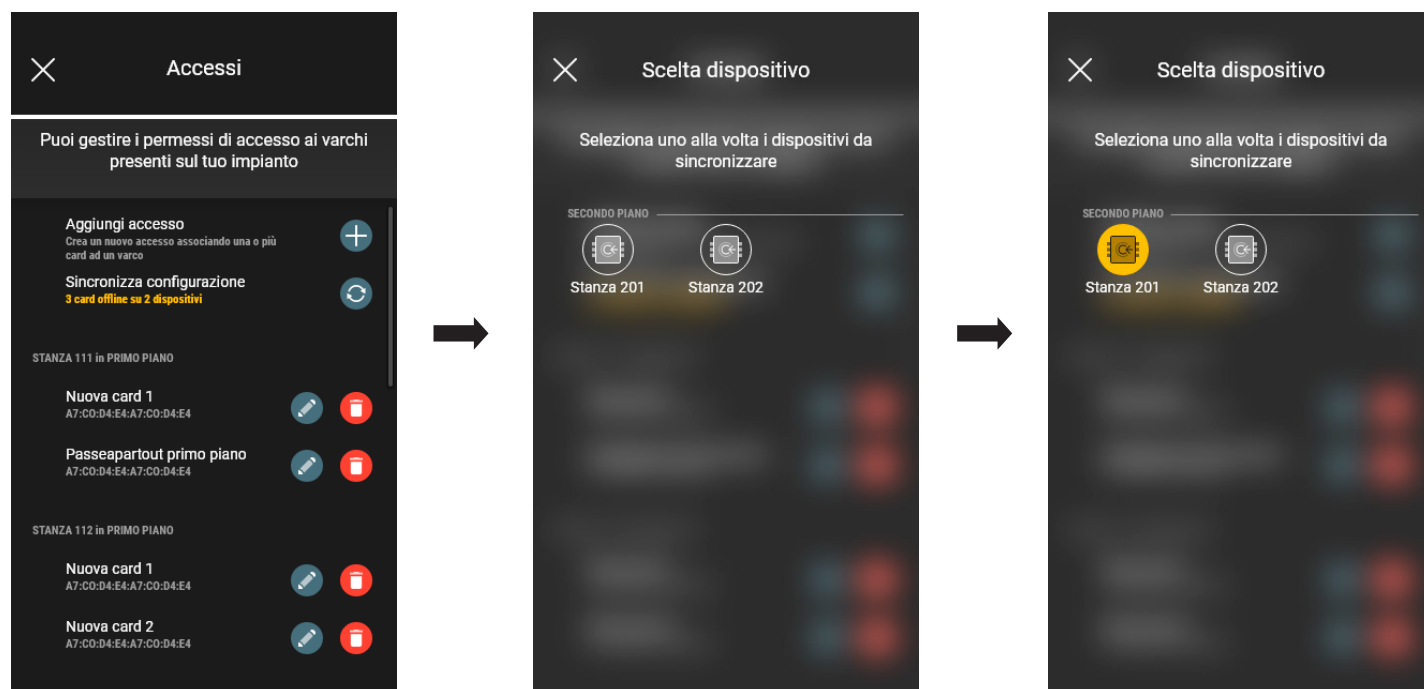 Accessi
Puoi gestire i permessi di accesso ai varchi
presenti sul tuo impianto
Aggiungi accesso
Crea un nuovo accesso associando una o più
card ad un varco
Sincronizza configurazione
3 card offline su 2 dispositivi
STANZA 111 in PRIMO PIANO
Nuova card 1
A7:C0:D4:E4:A7:C0:D4:E4
Passeapartout primo piano
A7:C0:D4:E4:A7:C0:D4:E4
STANZA 112 in PRIMO PIANO
Nuova card 1
A7:C0:D4:E4:A7:C0:D4:E4
Nuova card 2
A7:C0:D4:E4:A7:C0:D4:E4
Scelta dispositivo
Seleziona uno alla volta i dispositivi da
sincronizzare
SECONDO PIANO
Stanza 201
Stanza 202
Scelta dispositivo
Seleziona uno alla volta i dispositivi da
sincronizzare
SECONDO PIANO
Stanza 201
Stanza 202